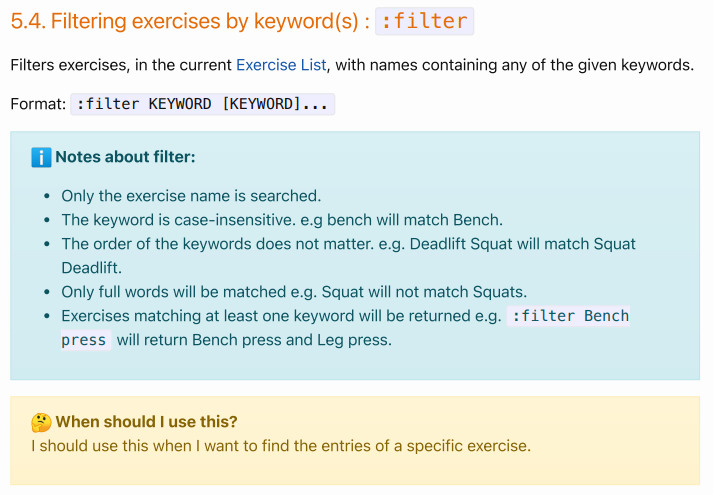 5.4. Filtering exercises by keyword(s) : :filter
Filters exercises, in the current Exercise List, with names containing any of the given keywords.
Format: :filter KEYWORD [KEYWORD]...
Notes about filter:
• Only the exercise name is searched.
• The keyword is case-insensitive. e.g bench will match Bench.
• The order of the keywords does not matter. e.g. Deadlift Squat will match Squat
Deadlift.
• Only full words will be matched e.g. Squat will not match Squats.
• Exercises matching at least one keyword will be returned e.g. :filter Bench
press will return Bench press and Leg press.
When should I use this?
I should use this when I want to find the entries of a specific exercise.